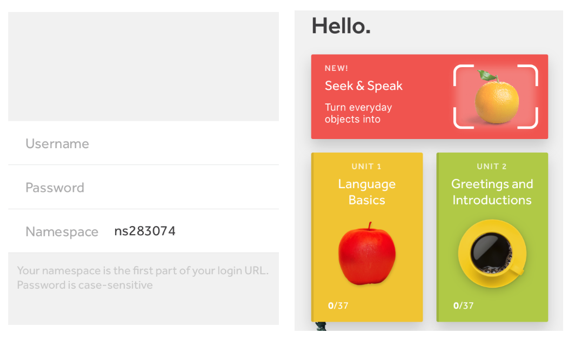 Username
Password
Namespace ns283074
Your namespace is the first part of your login URL.
Password is case-sensitive
Hello.
NEW!
Seek & Speak
Turn everyday
objects into
UNIT 1
Language
Basics
0/37
UNIT 2
Greetings and
Introductions
0/37